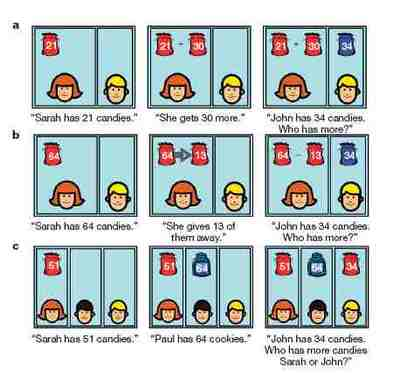 a
21
21 + 30
21 + 30 34
"Sarah has 21 candies."
"She gets 30 more."
"John has 34 candies.
Who has more?"
b
64
64 13
64 – 13 34
"Sarah has 64 candies."
"She gives 13 of
them away."
"John has 34 candies.
Who has more?"
c
51
51 64
51 64 34
"Sarah has 51 candies."
"Paul has 64 cookies."
"John has 34 candies.
Who has more candies
Sarah or John?"